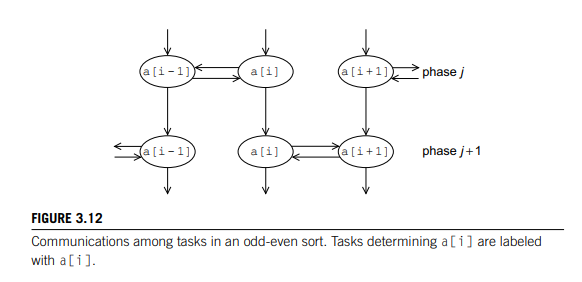 a[i-1] a[i] a[i+1] phase j
a[i-1] a[i] a[i+1] phase j+1
FIGURE 3.12
Communications among tasks in an odd-even sort. Tasks determining a[i] are labeled
with a[i].